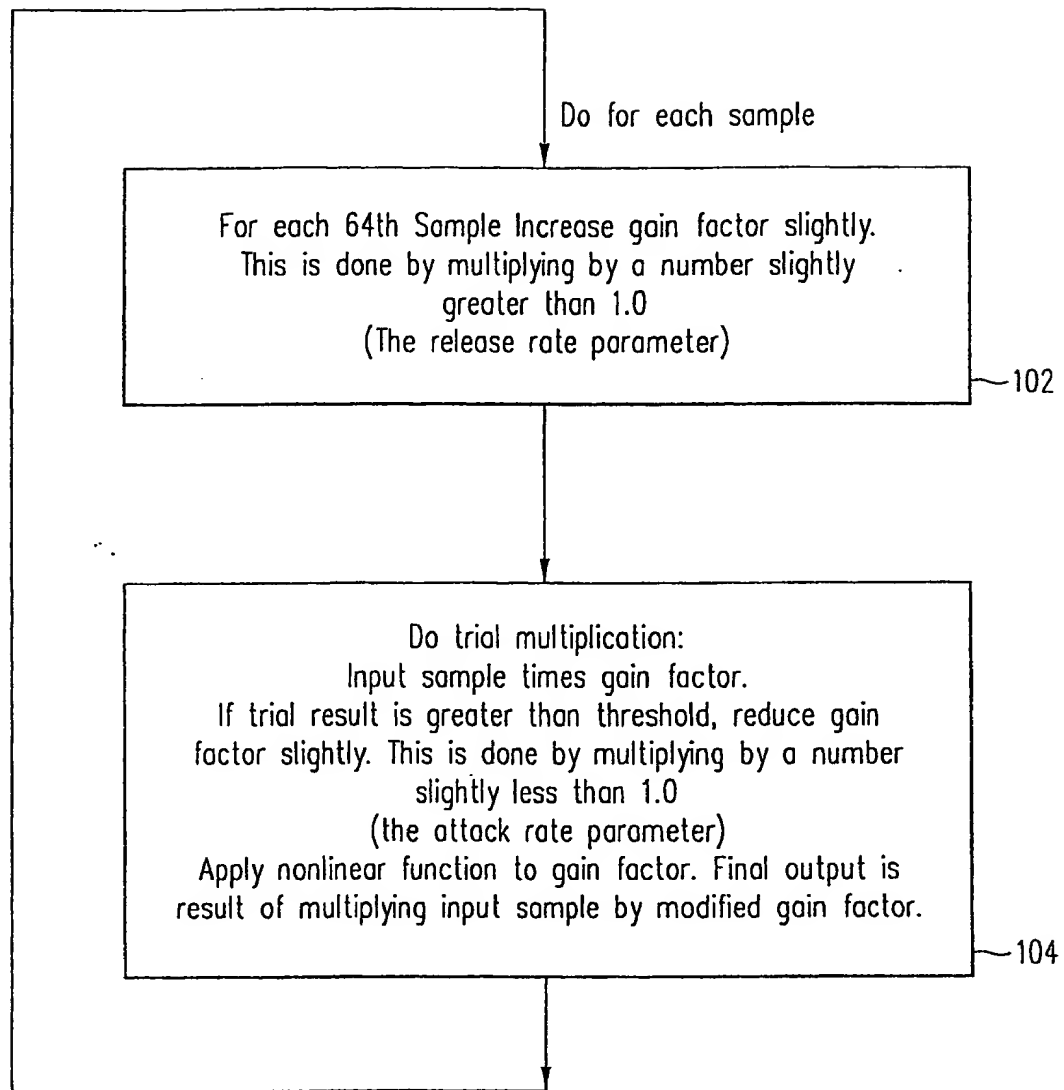 Do for each sample
For each 64th Sample Increase gain factor slightly.
This is done by multiplying by a number slightly
greater than 1.0
(The release rate parameter)
102
Do trial multiplication:
Input sample times gain factor.
If trial result is greater than threshold, reduce gain
factor slightly. This is done by multiplying by a number
slightly less than 1.0
(the attack rate parameter)
Apply nonlinear function to gain factor. Final output is
result of multiplying input sample by modified gain factor.
104